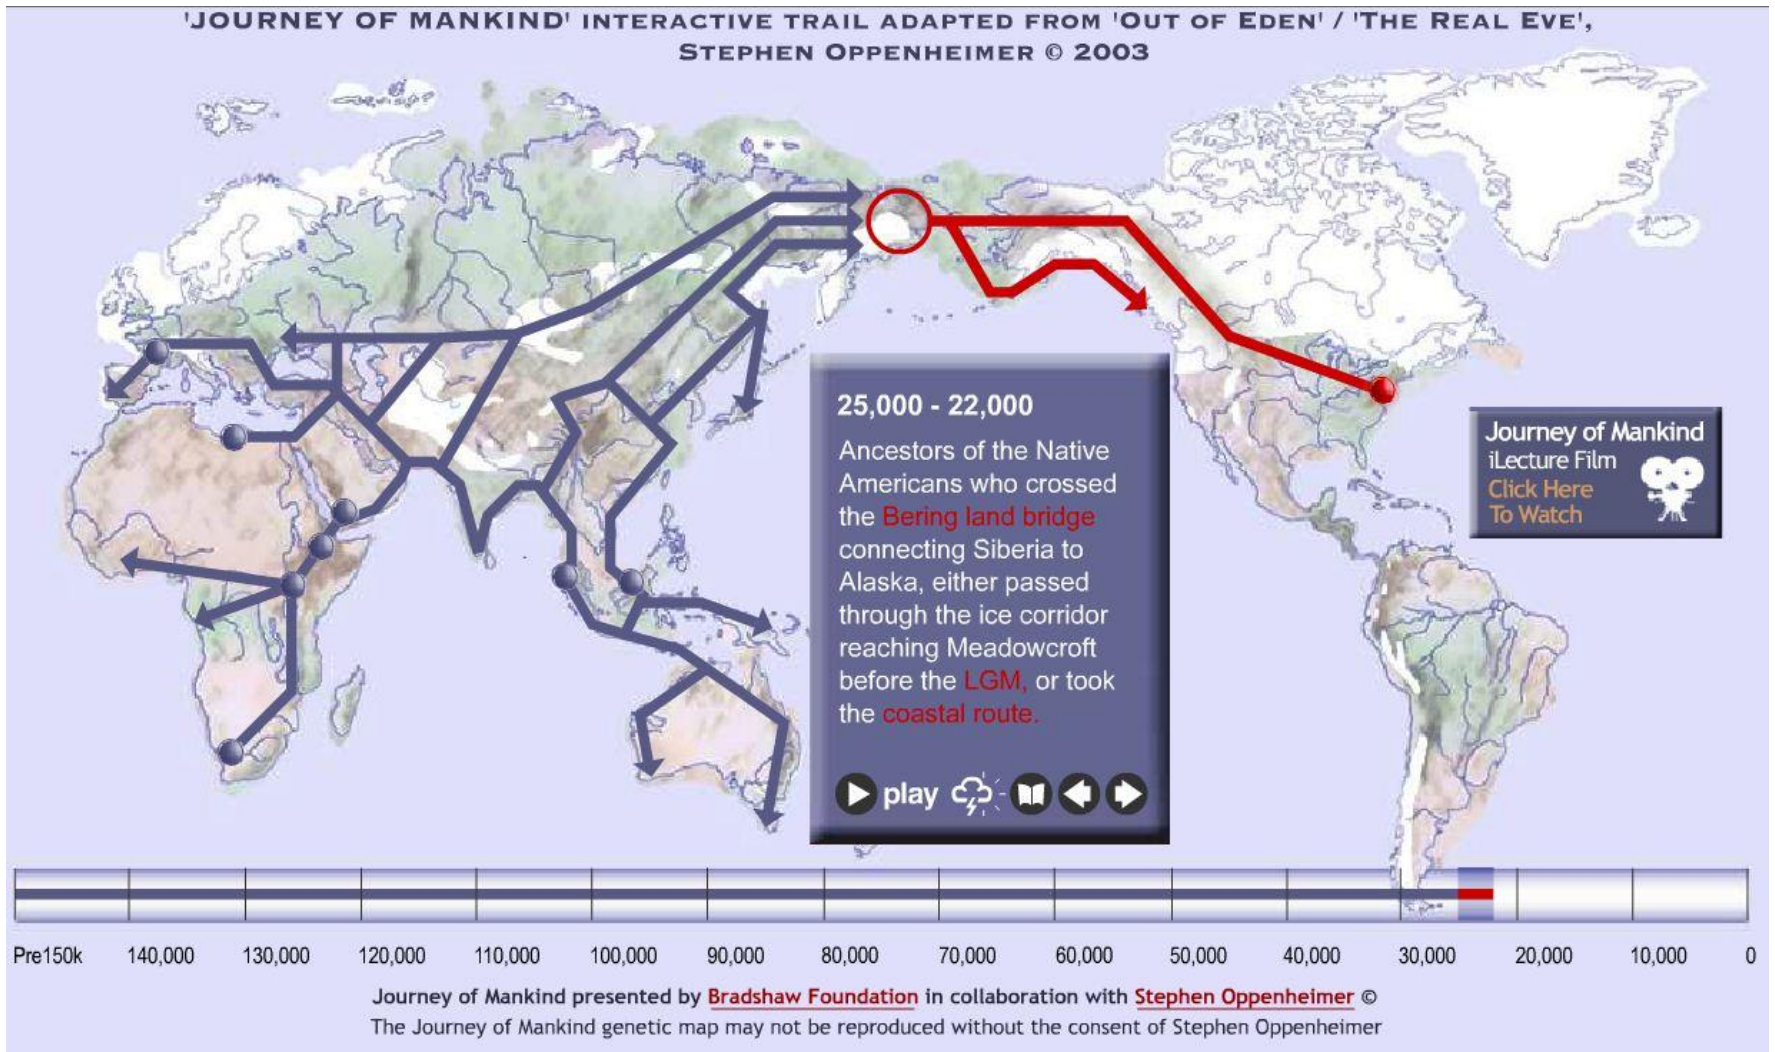 'JOURNEY OF MANKIND' INTERACTIVE TRAIL ADAPTED FROM 'OUT OF EDEN' / 'THE REAL EVE',
STEPHEN OPPENHEIMER © 2003
25,000 - 22,000
Ancestors of the Native
Americans who crossed
the Bering land bridge
connecting Siberia to
Alaska, either passed
through the ice corridor
reaching Meadowcroft
before the LGM, or took
the coastal route.
play
Journey of Mankind
iLecture Film
Click Here
To Watch
Pre150k 140,000 130,000 120,000 110,000 100,000 90,000 80,000 70,000 60,000 50,000 40,000 30,000 20,000 10,000 0
Journey of Mankind presented by Bradshaw Foundation in collaboration with Stephen Oppenheimer ©
The Journey of Mankind genetic map may not be reproduced without the consent of Stephen Oppenheimer